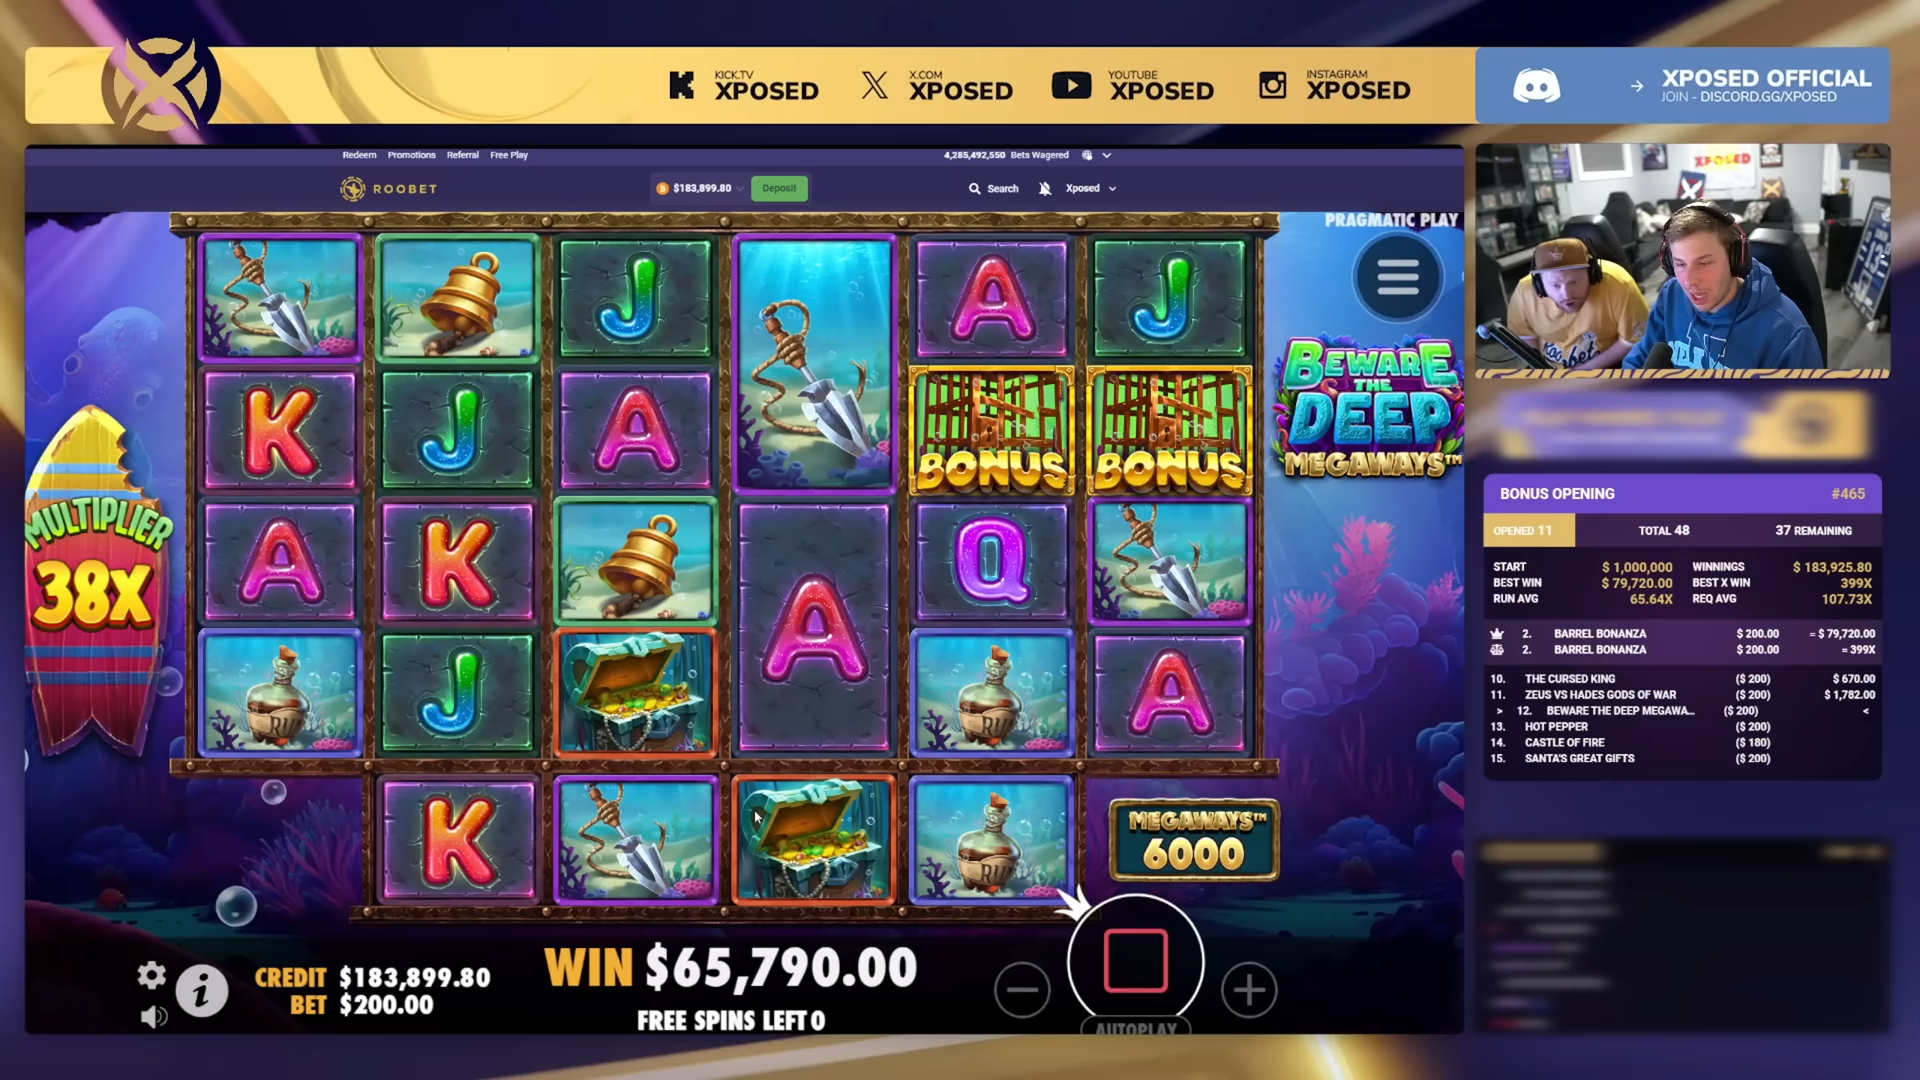 KICK.TV
XPOSED
X.COM
XPOSED
YOUTUBE
XPOSED
INSTAGRAM
XPOSED
XPOSED OFFICIAL
JOIN - DISCORD.GG/XPOSED
Redeem Promotions Referral Free Play
4,285,492,550 Bets Wagered
ROOBET
$183,899.80
Deposit
Search
Xposed
PRAGMATIC PLAY
J A J
K J A
BONUS BONUS
A K A Q
RUM J RUM A
K RUM
BEWARE
THE
DEEP
MEGAWAYS™
MULTIPLIER
38X
MEGAWAYS™
6000
CREDIT $183,899.80
BET $200.00
WIN $65,790.00
FREE SPINS LEFT 0
AUTOPLAY
XPOSED
BONUS OPENING #465
OPENED 11 TOTAL 48 37 REMAINING
START $ 1,000,000 WINNINGS $ 183,925.80
BEST WIN $ 79,720.00 BEST X WIN 399X
RUN AVG 65.64X REQ AVG 107.73X
2. BARREL BONANZA $ 200.00 = $ 79,720.00
2. BARREL BONANZA $ 200.00 = 399X
10. THE CURSED KING ($ 200) $ 670.00
11. ZEUS VS HADES GODS OF WAR ($ 200) $ 1,782.00
> 12. BEWARE THE DEEP MEGAWA... ($ 200) <
13. HOT PEPPER ($ 200)
14. CASTLE OF FIRE ($ 180)
15. SANTA'S GREAT GIFTS ($ 200)